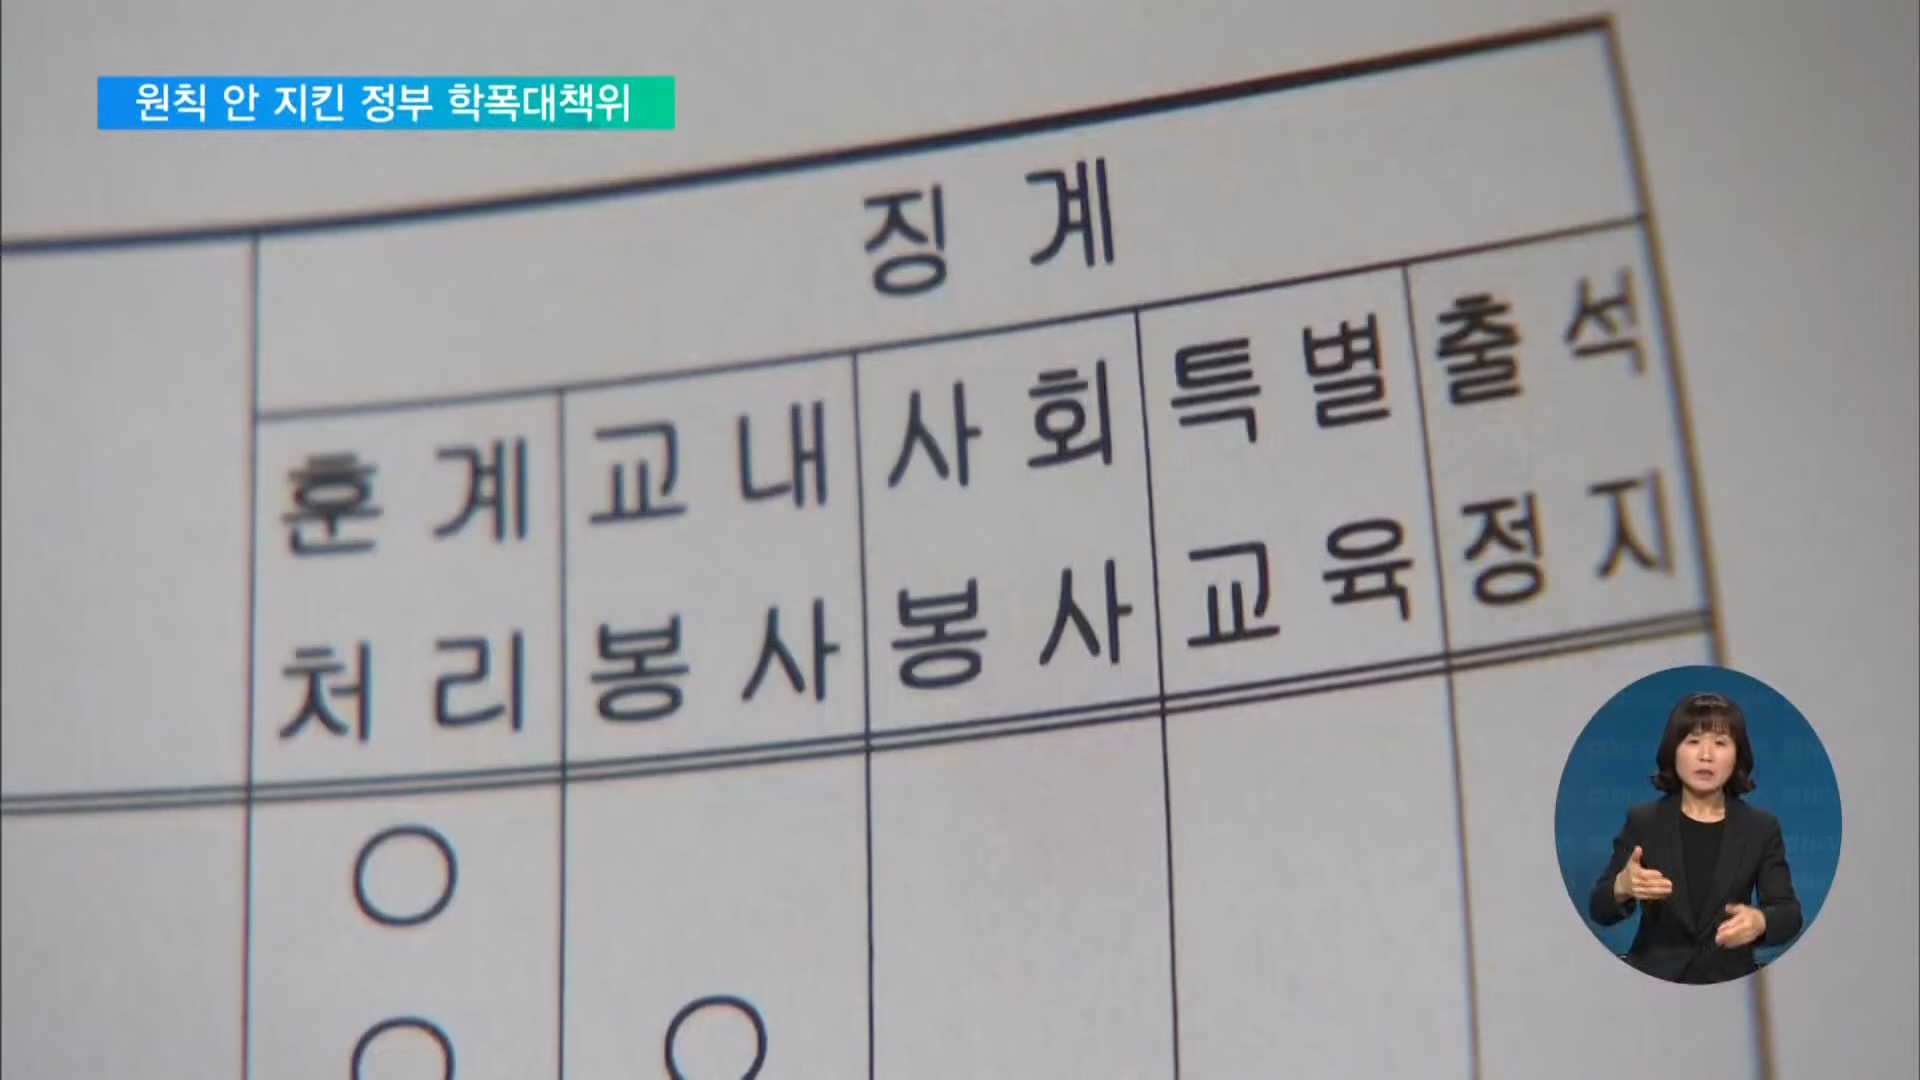 원칙 안 지킨 정부 학폭대책위
징 계
훈 계 교 내 사 회 특 별 출 석
처 리 봉 사 봉 사 교 육 정 지
○
○ ○